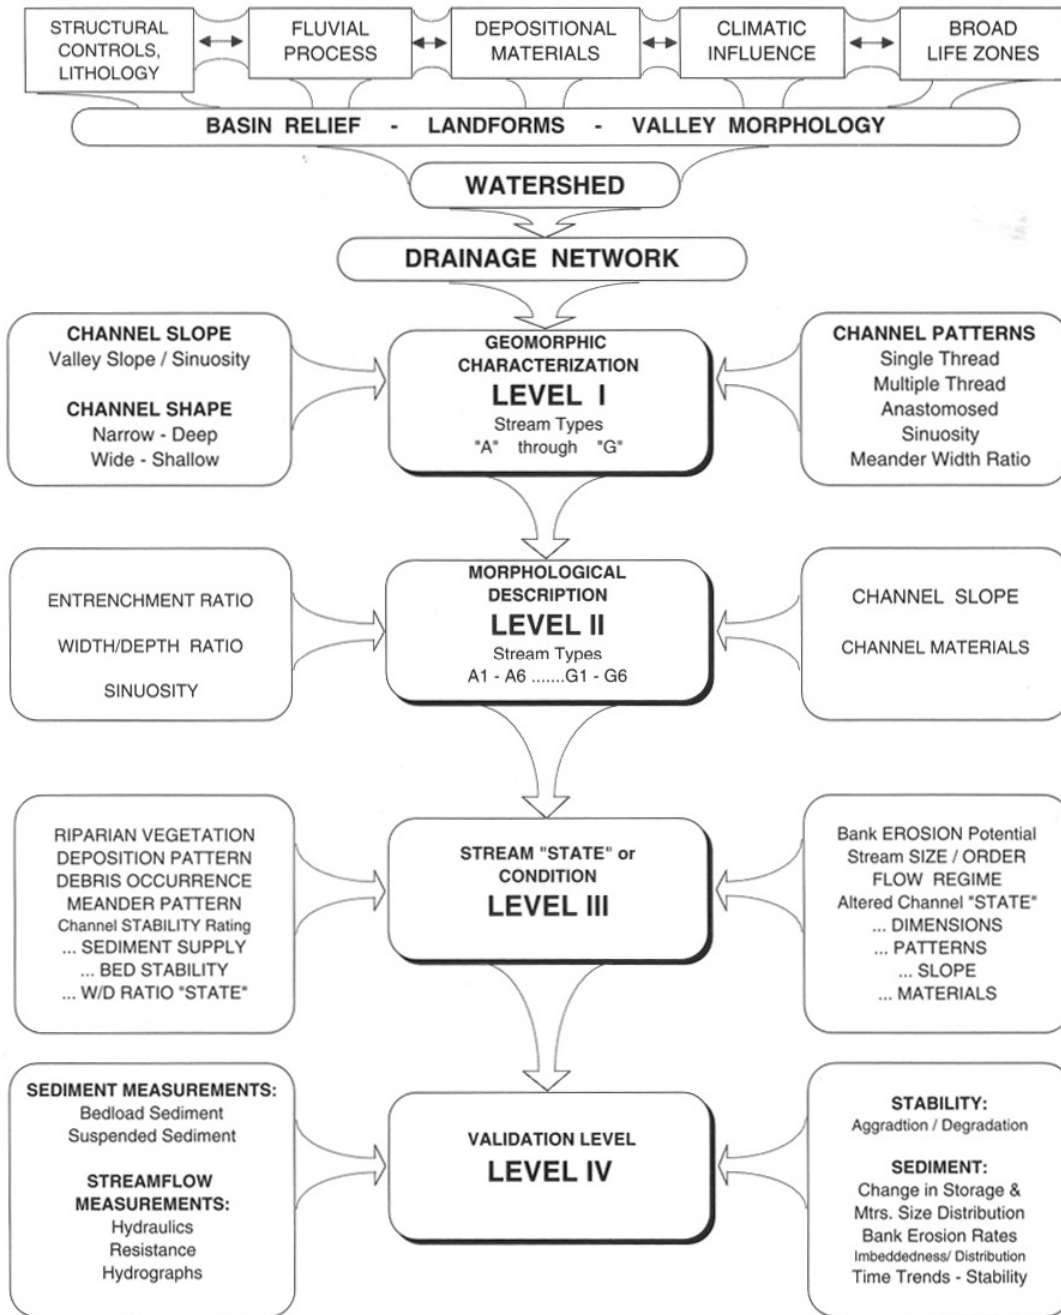 STRUCTURAL
CONTROLS,
LITHOLOGY
FLUVIAL
PROCESS
DEPOSITIONAL
MATERIALS
CLIMATIC
INFLUENCE
BROAD
LIFE ZONES
BASIN RELIEF - LANDFORMS - VALLEY MORPHOLOGY
WATERSHED
DRAINAGE NETWORK
CHANNEL SLOPE
Valley Slope / Sinuosity
CHANNEL SHAPE
Narrow - Deep
Wide - Shallow
GEOMORPHIC
CHARACTERIZATION
LEVEL I
Stream Types
"A" through "G"
CHANNEL PATTERNS
Single Thread
Multiple Thread
Anastomosed
Sinuosity
Meander Width Ratio
ENTRENCHMENT RATIO
WIDTH/DEPTH RATIO
SINUOSITY
MORPHOLOGICAL
DESCRIPTION
LEVEL II
Stream Types
A1 - A6 .......G1 - G6
CHANNEL SLOPE
CHANNEL MATERIALS
RIPARIAN VEGETATION
DEPOSITION PATTERN
DEBRIS OCCURRENCE
MEANDER PATTERN
Channel STABILITY Rating
... SEDIMENT SUPPLY
... BED STABILITY
... W/D RATIO "STATE"
STREAM "STATE" or
CONDITION
LEVEL III
Bank EROSION Potential
Stream SIZE / ORDER
FLOW REGIME
Altered Channel "STATE"
... DIMENSIONS
... PATTERNS
... SLOPE
... MATERIALS
SEDIMENT MEASUREMENTS:
Bedload Sediment
Suspended Sediment
STREAMFLOW
MEASUREMENTS:
Hydraulics
Resistance
Hydrographs
VALIDATION LEVEL
LEVEL IV
STABILITY:
Aggradtion / Degradation
SEDIMENT:
Change in Storage &
Mtrs. Size Distribution
Bank Erosion Rates
Imbeddedness/ Distribution
Time Trends - Stability